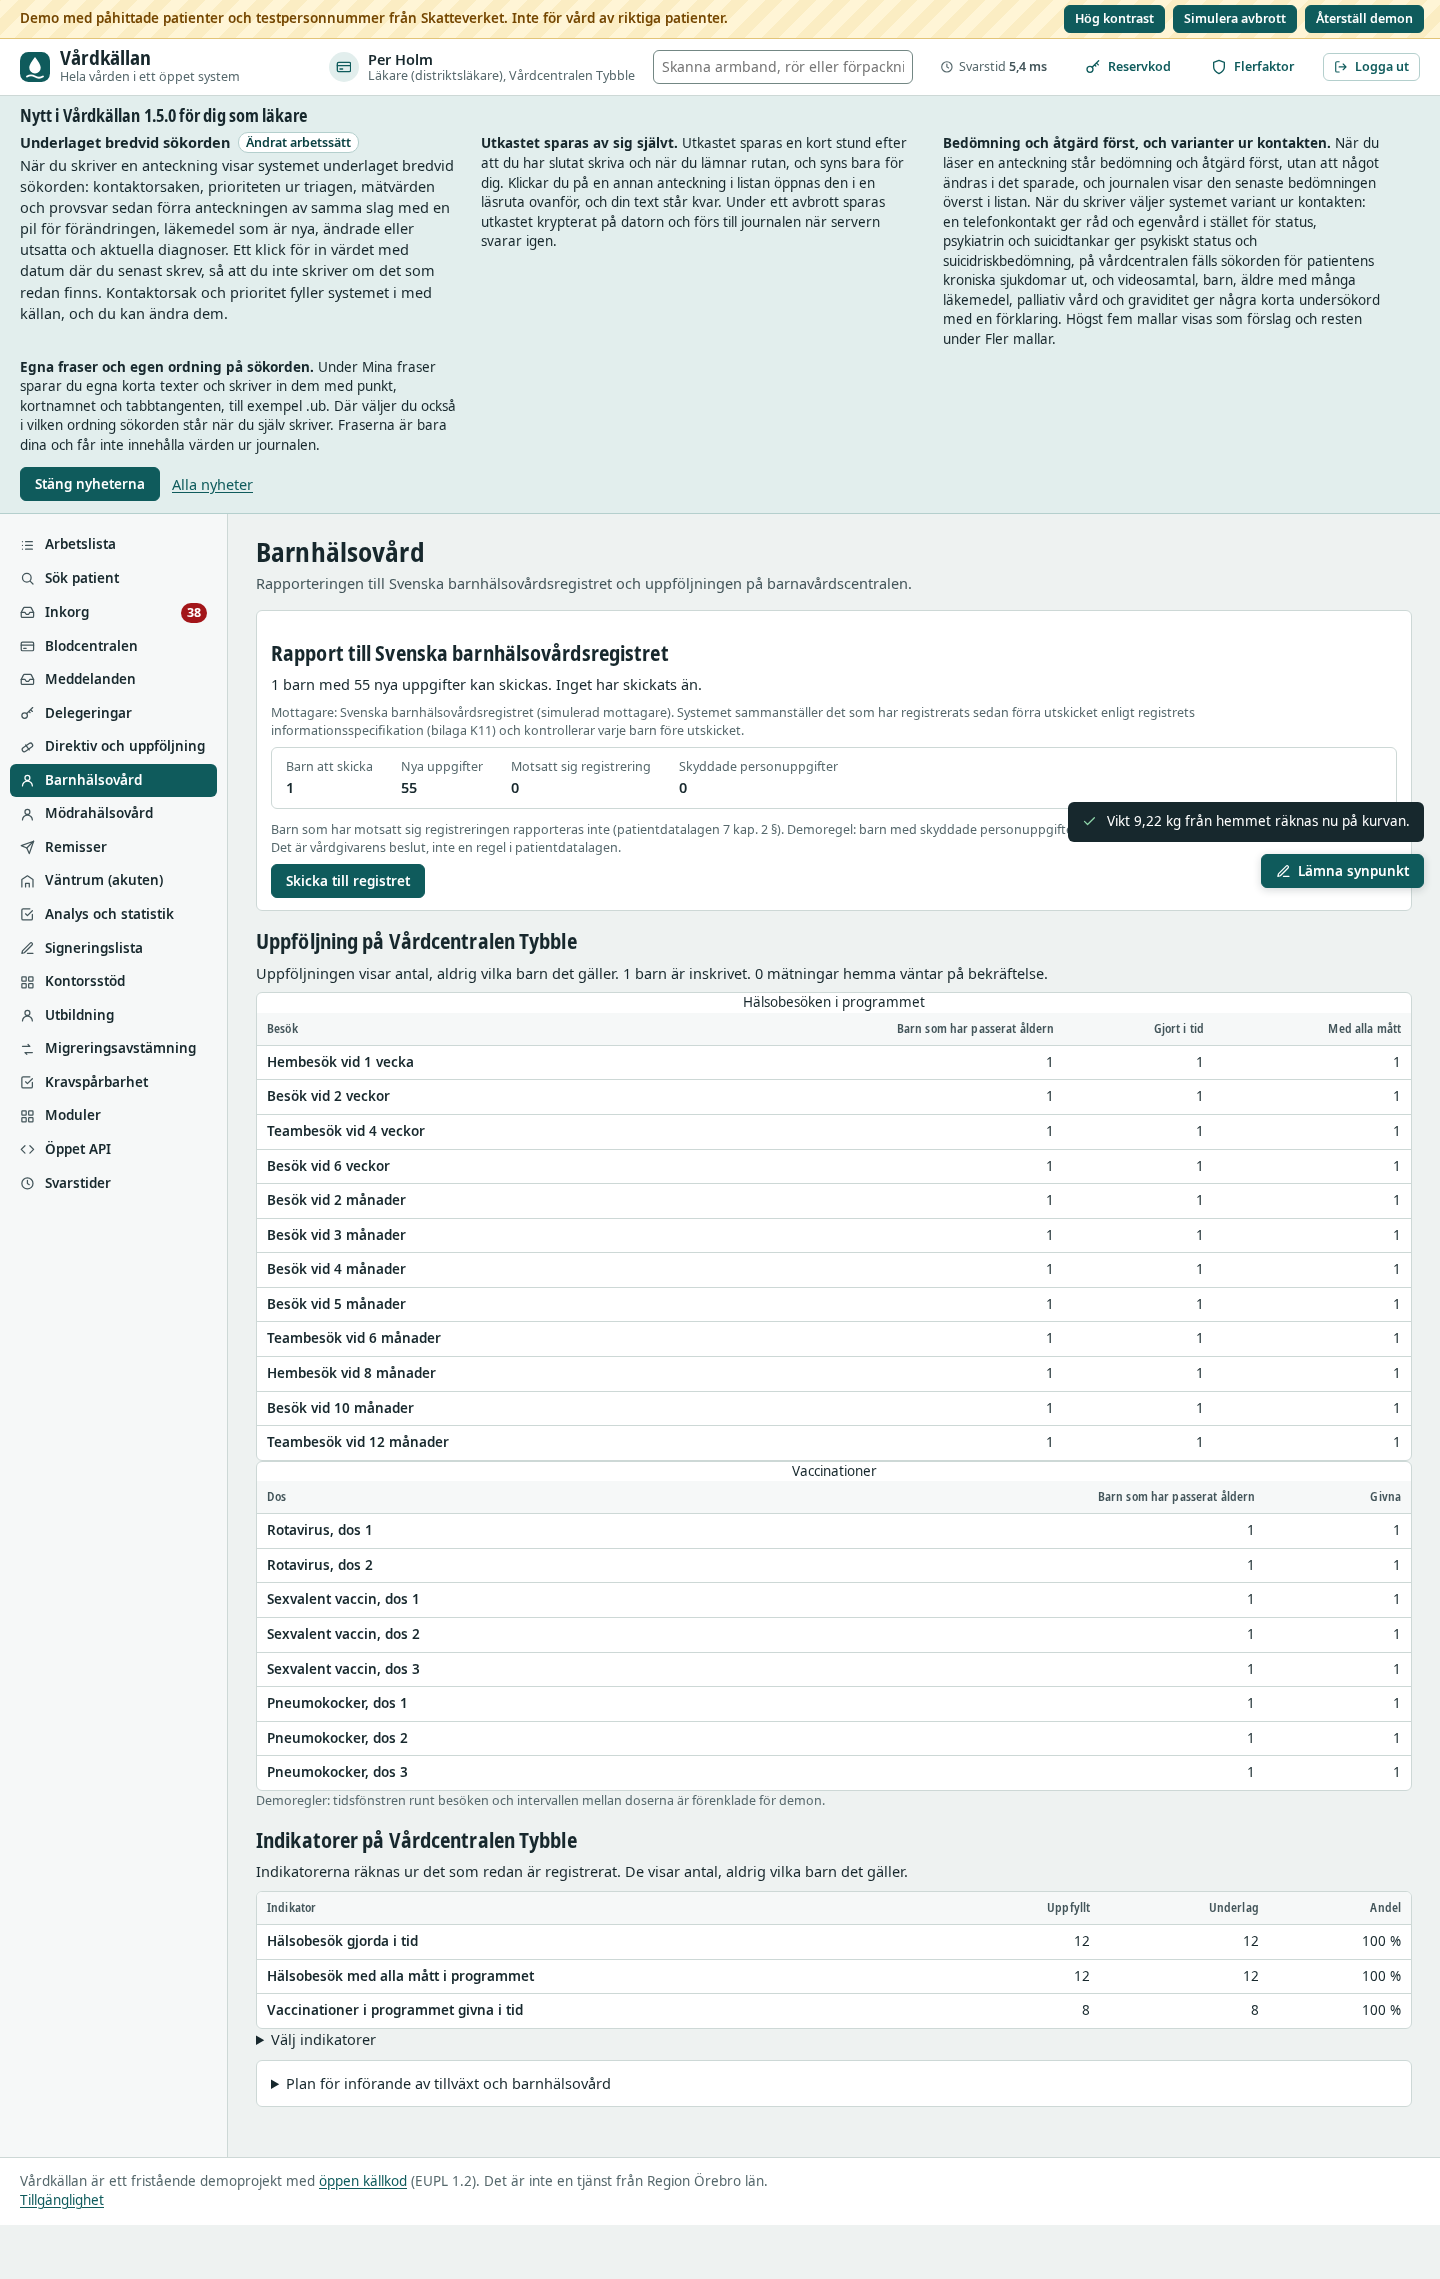 Demo med påhittade patienter och testpersonnummer från Skatteverket. Inte för vård av riktiga patienter.
Hög kontrast
Simulera avbrott
Återställ demon
Vårdkällan
Hela vården i ett öppet system
Per Holm
Läkare (distriktsläkare), Vårdcentralen Tybble
Skanna armband, rör eller förpackni
Svarstid 5,4 ms
Reservkod
Flerfaktor
Logga ut
Nytt i Vårdkällan 1.5.0 för dig som läkare
Underlaget bredvid sökorden Ändrat arbetssätt
När du skriver en anteckning visar systemet underlaget bredvid
sökorden: kontaktorsaken, prioriteten ur triagen, mätvärden
och provsvar sedan förra anteckningen av samma slag med en
pil för förändringen, läkemedel som är nya, ändrade eller
utsatta och aktuella diagnoser. Ett klick för in värdet med
datum där du senast skrev, så att du inte skriver om det som
redan finns. Kontaktorsak och prioritet fyller systemet i med
källan, och du kan ändra dem.
Utkastet sparas av sig självt. Utkastet sparas en kort stund efter
att du har slutat skriva och när du lämnar rutan, och syns bara för
dig. Klickar du på en annan anteckning i listan öppnas den i en
läsruta ovanför, och din text står kvar. Under ett avbrott sparas
utkastet krypterat på datorn och förs till journalen när servern
svarar igen.
Bedömning och åtgärd först, och varianter ur kontakten. När du
läser en anteckning står bedömning och åtgärd först, utan att något
ändras i det sparade, och journalen visar den senaste bedömningen
överst i listan. När du skriver väljer systemet variant ur kontakten:
en telefonkontakt ger råd och egenvård i stället för status,
psykiatrin och suicidtankar ger psykiskt status och
suicidriskbedömning, på vårdcentralen fälls sökorden för patientens
kroniska sjukdomar ut, och videosamtal, barn, äldre med många
läkemedel, palliativ vård och graviditet ger några korta undersökord
med en förklaring. Högst fem mallar visas som förslag och resten
under Fler mallar.
Egna fraser och egen ordning på sökorden. Under Mina fraser
sparar du egna korta texter och skriver in dem med punkt,
kortnamnet och tabbtangenten, till exempel .ub. Där väljer du också
i vilken ordning sökorden står när du själv skriver. Fraserna är bara
dina och får inte innehålla värden ur journalen.
Stäng nyheterna
Alla nyheter
Arbetslista
Sök patient
Inkorg 38
Blodcentralen
Meddelanden
Delegeringar
Direktiv och uppföljning
Barnhälsovård
Mödrahälsovård
Remisser
Väntrum (akuten)
Analys och statistik
Signeringslista
Kontorsstöd
Utbildning
Migreringsavstämning
Kravspårbarhet
Moduler
Öppet API
Svarstider
Barnhälsovård
Rapporteringen till Svenska barnhälsovårdsregistret och uppföljningen på barnavårdscentralen.
Rapport till Svenska barnhälsovårdsregistret
1 barn med 55 nya uppgifter kan skickas. Inget har skickats än.
Mottagare: Svenska barnhälsovårdsregistret (simulerad mottagare). Systemet sammanställer det som har registrerats sedan förra utskicket enligt registrets
informationsspecifikation (bilaga K11) och kontrollerar varje barn före utskicket.
Barn att skicka Nya uppgifter Motsatt sig registrering Skyddade personuppgifter
1 55 0 0
Barn som har motsatt sig registreringen rapporteras inte (patientdatalagen 7 kap. 2 §). Demoregel: barn med skyddade
Det är vårdgivarens beslut, inte en regel i patientdatalagen.
Vikt 9,22 kg från hemmet räknas nu på kurvan.
Lämna synpunkt
Skicka till registret
Uppföljning på Vårdcentralen Tybble
Uppföljningen visar antal, aldrig vilka barn det gäller. 1 barn är inskrivet. 0 mätningar hemma väntar på bekräftelse.
Hälsobesöken i programmet
Besök Barn som har passerat åldern Gjort i tid Med alla mått
Hembesök vid 1 vecka 1 1 1
Besök vid 2 veckor 1 1 1
Teambesök vid 4 veckor 1 1 1
Besök vid 6 veckor 1 1 1
Besök vid 2 månader 1 1 1
Besök vid 3 månader 1 1 1
Besök vid 4 månader 1 1 1
Besök vid 5 månader 1 1 1
Teambesök vid 6 månader 1 1 1
Hembesök vid 8 månader 1 1 1
Besök vid 10 månader 1 1 1
Teambesök vid 12 månader 1 1 1
Vaccinationer
Dos Barn som har passerat åldern Givna
Rotavirus, dos 1 1 1
Rotavirus, dos 2 1 1
Sexvalent vaccin, dos 1 1 1
Sexvalent vaccin, dos 2 1 1
Sexvalent vaccin, dos 3 1 1
Pneumokocker, dos 1 1 1
Pneumokocker, dos 2 1 1
Pneumokocker, dos 3 1 1
Demoregler: tidsfönstren runt besöken och intervallen mellan doserna är förenklade för demon.
Indikatorer på Vårdcentralen Tybble
Indikatorerna räknas ur det som redan är registrerat. De visar antal, aldrig vilka barn det gäller.
Indikator Uppfyllt Underlag Andel
Hälsobesök gjorda i tid 12 12 100 %
Hälsobesök med alla mått i programmet 12 12 100 %
Vaccinationer i programmet givna i tid 8 8 100 %
Välj indikatorer
Plan för införande av tillväxt och barnhälsovård
Vårdkällan är ett fristående demoprojekt med öppen källkod (EUPL 1.2). Det är inte en tjänst från Region Örebro län.
Tillgänglighet